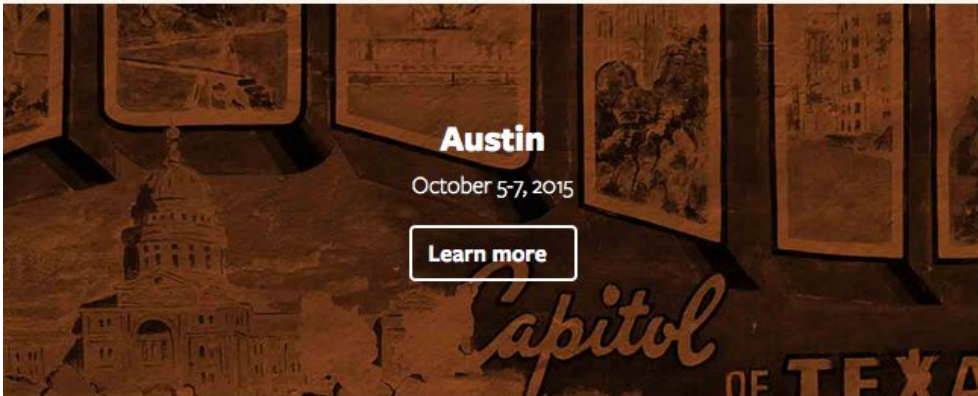 Austin
October 5-7, 2015
Learn more
Capitol
OF TEXA